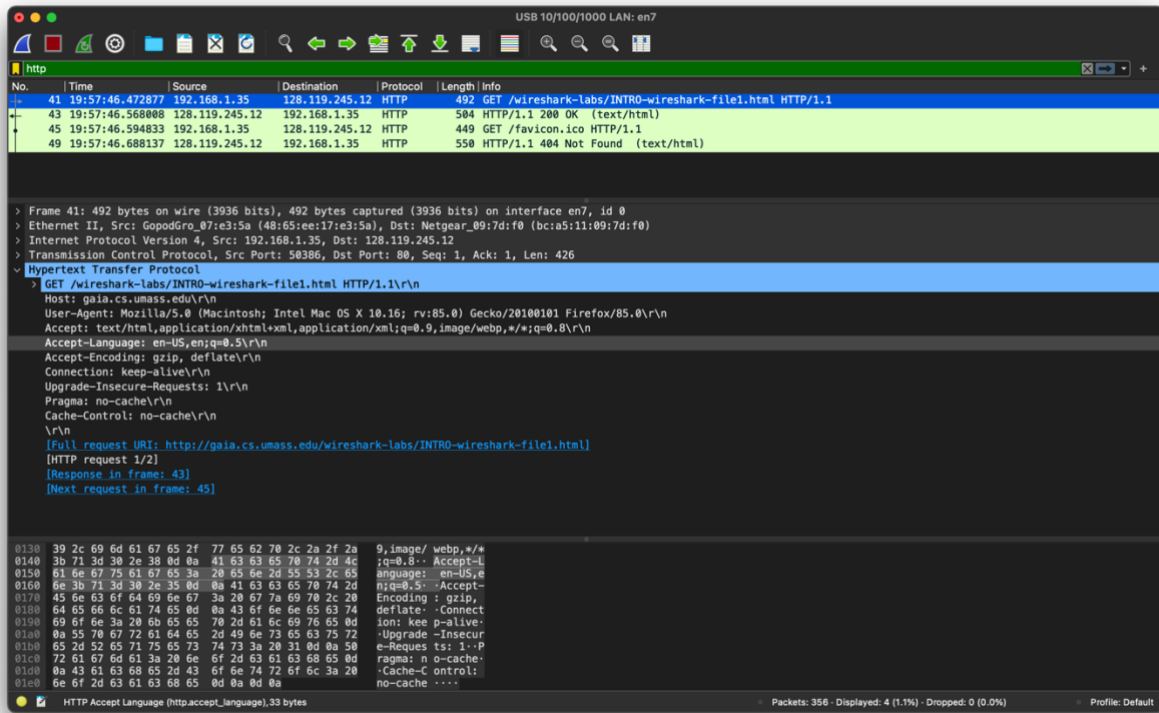 USB 10/100/1000 LAN: en7
http
No. Time Source Destination Protocol Length Info
41 19:57:46.472877 192.168.1.35 128.119.245.12 HTTP 492 GET /wireshark-labs/INTRO-wireshark-file1.html HTTP/1.1
43 19:57:46.568008 128.119.245.12 192.168.1.35 HTTP 504 HTTP/1.1 200 OK (text/html)
45 19:57:46.594833 192.168.1.35 128.119.245.12 HTTP 449 GET /favicon.ico HTTP/1.1
49 19:57:46.688137 128.119.245.12 192.168.1.35 HTTP 550 HTTP/1.1 404 Not Found (text/html)
Frame 41: 492 bytes on wire (3936 bits), 492 bytes captured (3936 bits) on interface en7, id 0
Ethernet II, Src: GopodGro_07:e3:5a (48:65:ee:17:e3:5a), Dst: Netgear_09:7d:f0 (bc:a5:11:09:7d:f0)
Internet Protocol Version 4, Src: 192.168.1.35, Dst: 128.119.245.12
Transmission Control Protocol, Src Port: 50386, Dst Port: 80, Seq: 1, Ack: 1, Len: 426
Hypertext Transfer Protocol
GET /wireshark-labs/INTRO-wireshark-file1.html HTTP/1.1\r\n
Host: gaia.cs.umass.edu\r\n
User-Agent: Mozilla/5.0 (Macintosh; Intel Mac OS X 10.16; rv:85.0) Gecko/20100101 Firefox/85.0\r\n
Accept: text/html,application/xhtml+xml,application/xml;q=0.9,image/webp,*/*;q=0.8\r\n
Accept-Language: en-US,en;q=0.5\r\n
Accept-Encoding: gzip, deflate\r\n
Connection: keep-alive\r\n
Upgrade-Insecure-Requests: 1\r\n
Pragma: no-cache\r\n
Cache-Control: no-cache\r\n
\r\n
[Full request URI: http://gaia.cs.umass.edu/wireshark-labs/INTRO-wireshark-file1.html]
[HTTP request 1/2]
[Response in frame: 43]
[Next request in frame: 45]
0130 39 2c 69 6d 61 67 65 2f 77 65 62 70 2c 2a 2f 2a 9,image/ webp,*/*
0140 3b 71 3d 30 2e 38 0d 0a 41 63 63 65 70 74 2d 4c ;q=0.8·· Accept-L
0150 61 6e 67 75 61 67 65 3a 20 65 6e 2d 55 53 2c 65 anguage: en-US,e
0160 6e 3b 71 3d 30 2e 35 0d 0a 41 63 63 65 70 74 2d n;q=0.5· ·Accept-
0170 45 6e 63 6f 64 69 6e 67 3a 20 67 7a 69 70 2c 20 Encoding : gzip,
0180 64 65 66 6c 61 74 65 0d 0a 43 6f 6e 6e 65 63 74 deflate· ·Connect
0190 69 6f 6e 3a 20 6b 65 65 70 2d 61 6c 69 76 65 0d ion: kee p-alive·
01a0 0a 55 70 67 72 61 64 65 2d 49 6e 73 65 63 75 72 ·Upgrade -Insecur
01b0 65 2d 52 65 71 75 65 73 74 73 3a 20 31 0d 0a 50 e-Reques ts: 1··P
01c0 72 61 67 6d 61 3a 20 6e 6f 2d 63 61 63 68 65 0d ragma: n o-cache·
01d0 0a 43 61 63 68 65 2d 43 6f 6e 74 72 6f 6c 3a 20 ·Cache-C ontrol:
01e0 6e 6f 2d 63 61 63 68 65 0d 0a 0d 0a no-cache ····
HTTP Accept Language (http.accept_language), 33 bytes
Packets: 356 · Displayed: 4 (1.1%) · Dropped: 0 (0.0%)
Profile: Default